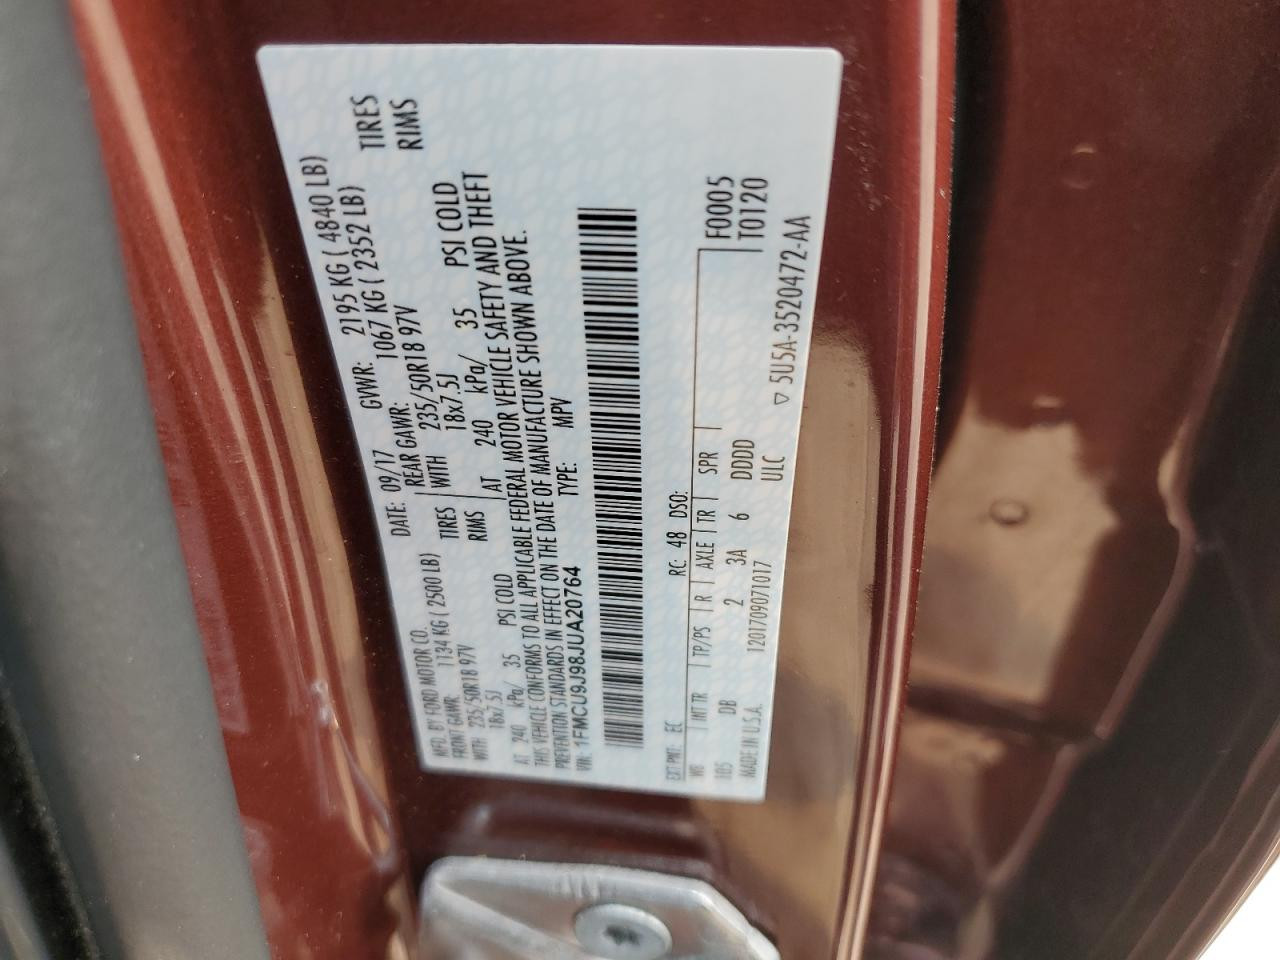 MFD. BY FORD MOTOR CO.
DATE: 09/17 GVWR: 2195 KG ( 4840 LB)
FRONT GAWR: 1134 KG ( 2500 LB) REAR GAWR: 1067 KG ( 2352 LB)
WITH 235/50R18 97V TIRES WITH 235/50R18 97V TIRES
18x7.5J RIMS 18x7.5J RIMS
AT 240 kPa/ 35 PSI COLD AT 240 kPa/ 35 PSI COLD
THIS VEHICLE CONFORMS TO ALL APPLICABLE FEDERAL MOTOR VEHICLE SAFETY AND THEFT
PREVENTION STANDARDS IN EFFECT ON THE DATE OF MANUFACTURE SHOWN ABOVE.
VIN: 1FMCU9J98JUA20764 TYPE: MPV
EXT PNT: EC RC: 48 DSO:
WB INT TR TP/PS R AXLE TR SPR F0005
105 DB 2 3A 6 DDDD T0120
MADE IN U.S.A. 1201709071017 ULC
▽ 5U5A-3520472-AA